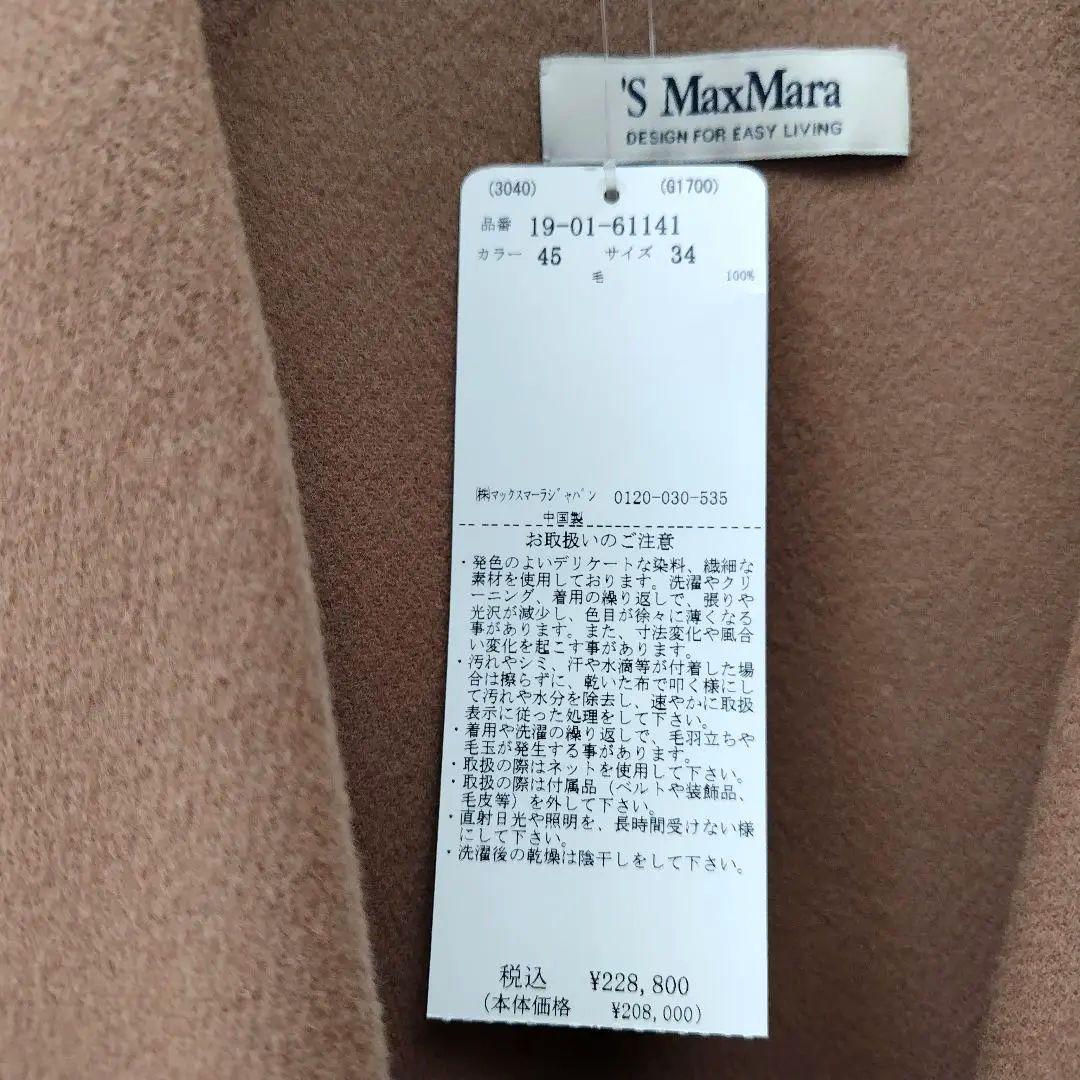 'S MaxMara
DESIGN FOR EASY LIVING
(3040) (G1700)
品番 19-01-61141
カラー 45 サイズ 34
毛 100%
㈱マックスマーラジャパン 0120-030-535
中国製
お取扱いのご注意
・発色のよいデリケートな染料、繊細な
素材を使用しております。洗濯やクリ
ーニング、着用の繰り返しで、張りや
光沢が減少し、色目が徐々に薄くなる
事があります。また、寸法変化や風合
い変化を起こす事があります。
・汚れやシミ、汗や水滴等が付着した場
合は擦らずに、乾いた布で叩く様にし
て汚れや水分を除去し、速やかに取扱
表示に従った処理をして下さい。
・着用や洗濯の繰り返しで、毛羽立ちや
毛玉が発生する事があります。
・取扱の際はネットを使用して下さい。
・取扱の際は付属品（ベルトや装飾品、
毛皮等）を外して下さい。
・直射日光や照明を、長時間受けない様
にして下さい。
・洗濯後の乾燥は陰干しをして下さい。
税込 ¥228,800
(本体価格 ¥208,000)